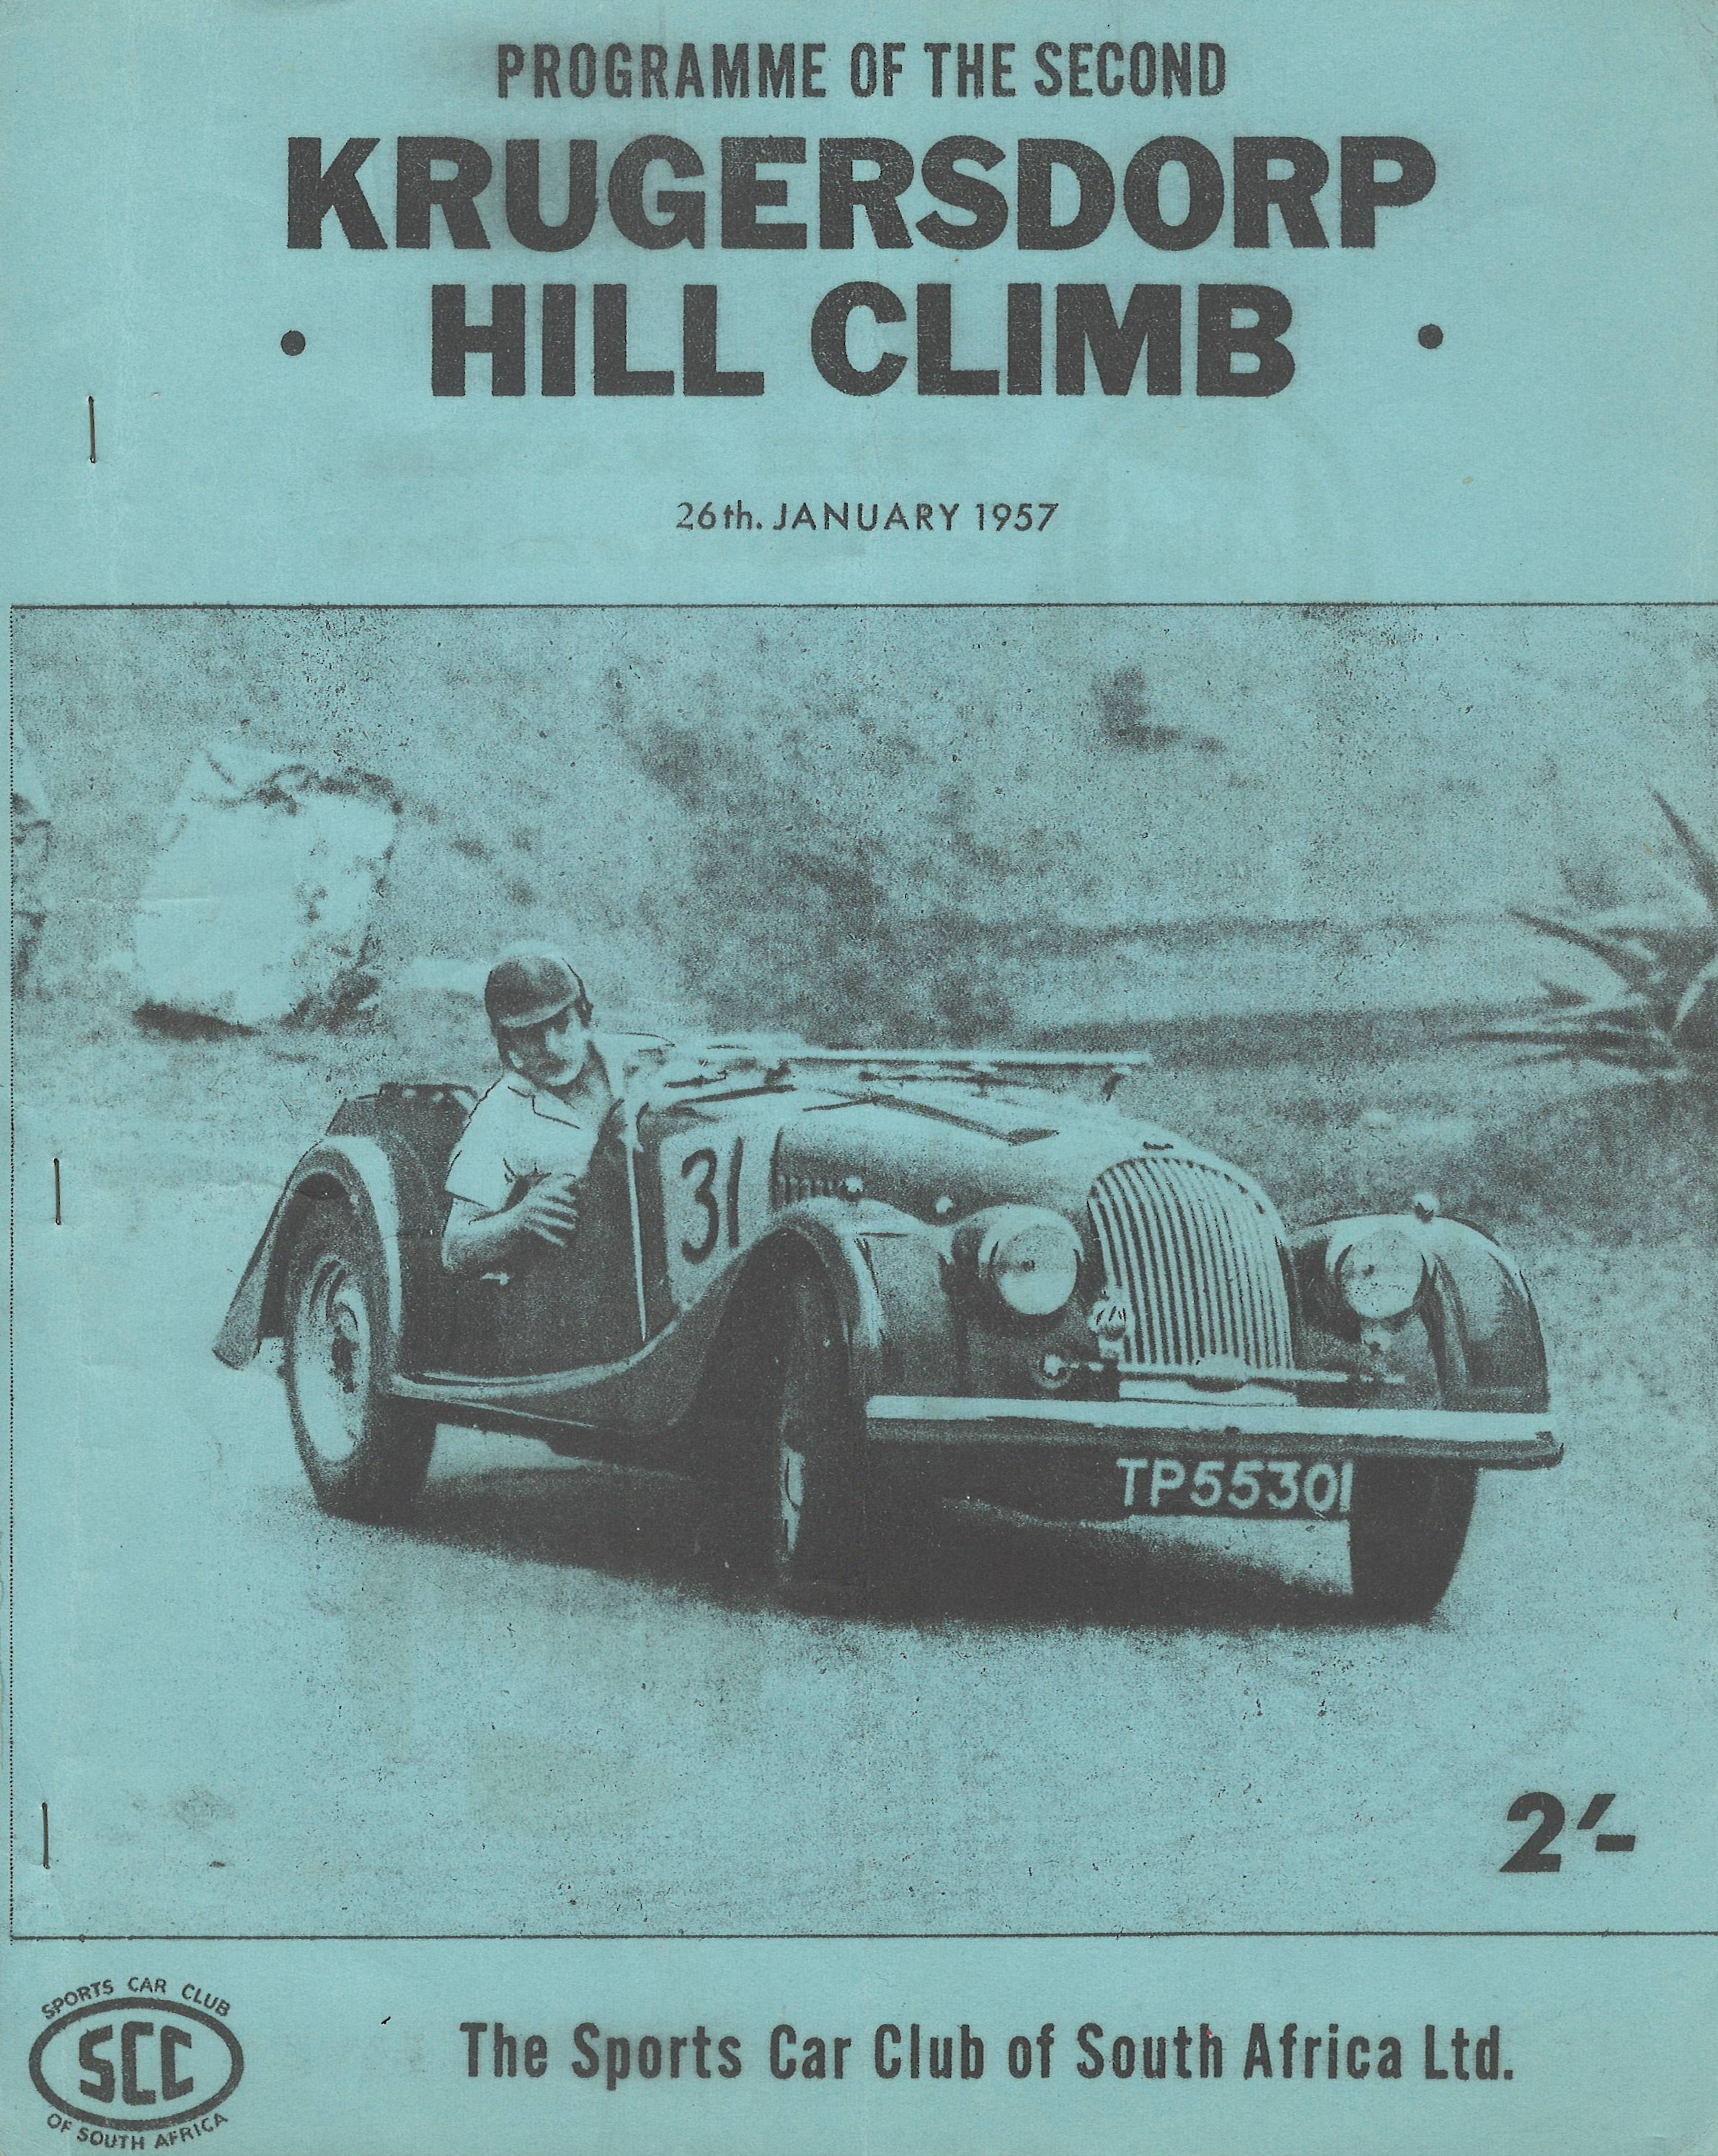 PROGRAMME OF THE SECOND
KRUGERSDORP
• HILL CLIMB •
26th. JANUARY 1957
31
TP55301
2'-
SPORTS CAR CLUB
SCC
OF SOUTH AFRICA
The Sports Car Club of South Africa Ltd.